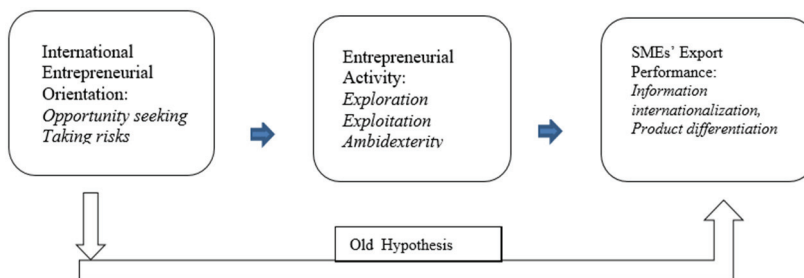 International
Entrepreneurial
Orientation:
Opportunity seeking
Taking risks
Entrepreneurial
Activity:
Exploration
Exploitation
Ambidexterity
SMEs' Export
Performance:
Information
internationalization,
Product differentiation
Old Hypothesis